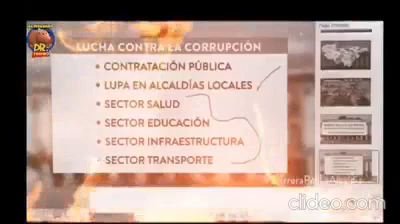 LUCHA CONTRA LA CORRUPCIÓN
• CONTRATACIÓN PÚBLICA
• LUPA EN ALCALDÍAS LOCALES
• SECTOR SALUD
• SECTOR EDUCACIÓN
• SECTOR INFRAESTRUCTURA
• SECTOR TRANSPORTE
DR.
clideo.com